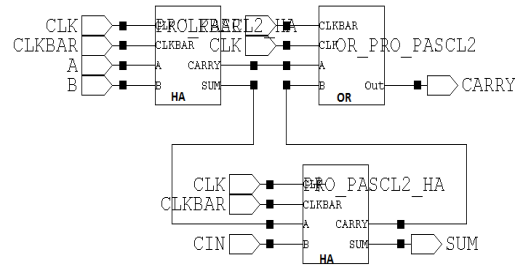 CLK
CLKBAR
A
B
CLKBAR
A
B
CARRY
SUM
HA
CLK
CLKBAR
CLK
A
B
Out
OR_PRO_PASCL2
OR
CARRY
CLK
CLKBAR
CIN
PRO_PASCL2_HA
CLK
CLKBAR
A
B
CARRY
SUM
HA
SUM